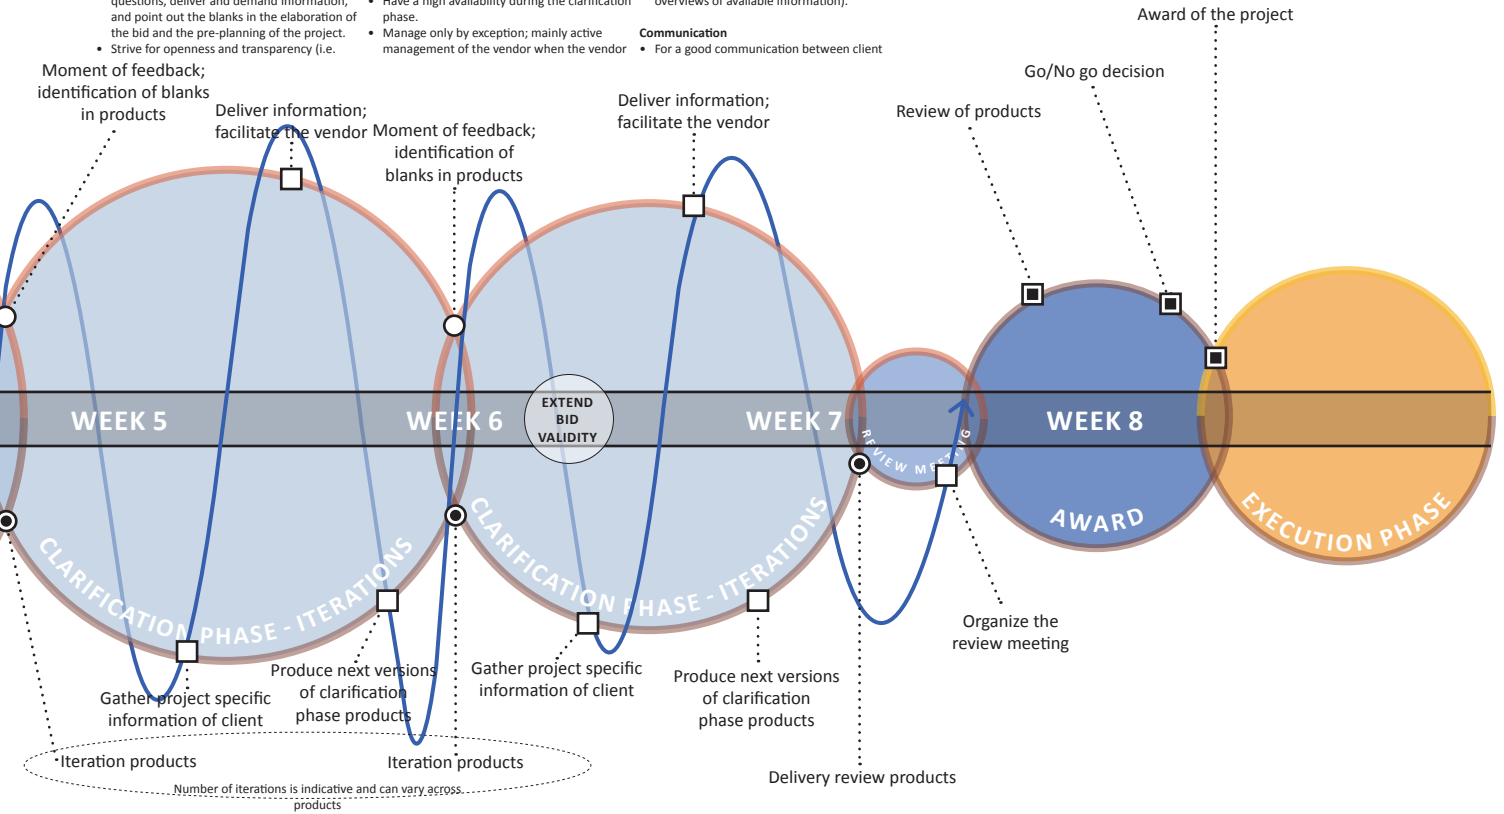 questions, deliver and demand information,
and point out the blanks in the elaboration of
the bid and the pre-planning of the project.
• Strive for openness and transparency (i.e.
• Have a high availability during the clarification
phase.
• Manage only by exception; mainly active
management of the vendor when the vendor
overviews of available information).
Communication
• For a good communication between client
Award of the project
Go/No go decision
Review of products
Moment of feedback;
identification of blanks
in products
Deliver information;
facilitate the vendor
Moment of feedback;
identification of
blanks in products
Deliver information;
facilitate the vendor
WEEK 5
WEEK 6
EXTEND
BID
VALIDITY
WEEK 7
REVIEW MEETING
WEEK 8
CLARIFICATION PHASE - ITERATIONS
CLARIFICATION PHASE - ITERATIONS
AWARD
EXECUTION PHASE
Gather project specific
information of client
Produce next versions
of clarification
phase products
Gather project specific
information of client
Produce next versions
of clarification
phase products
Organize the
review meeting
Iteration products
Iteration products
Delivery review products
Number of iterations is indicative and can vary across
products